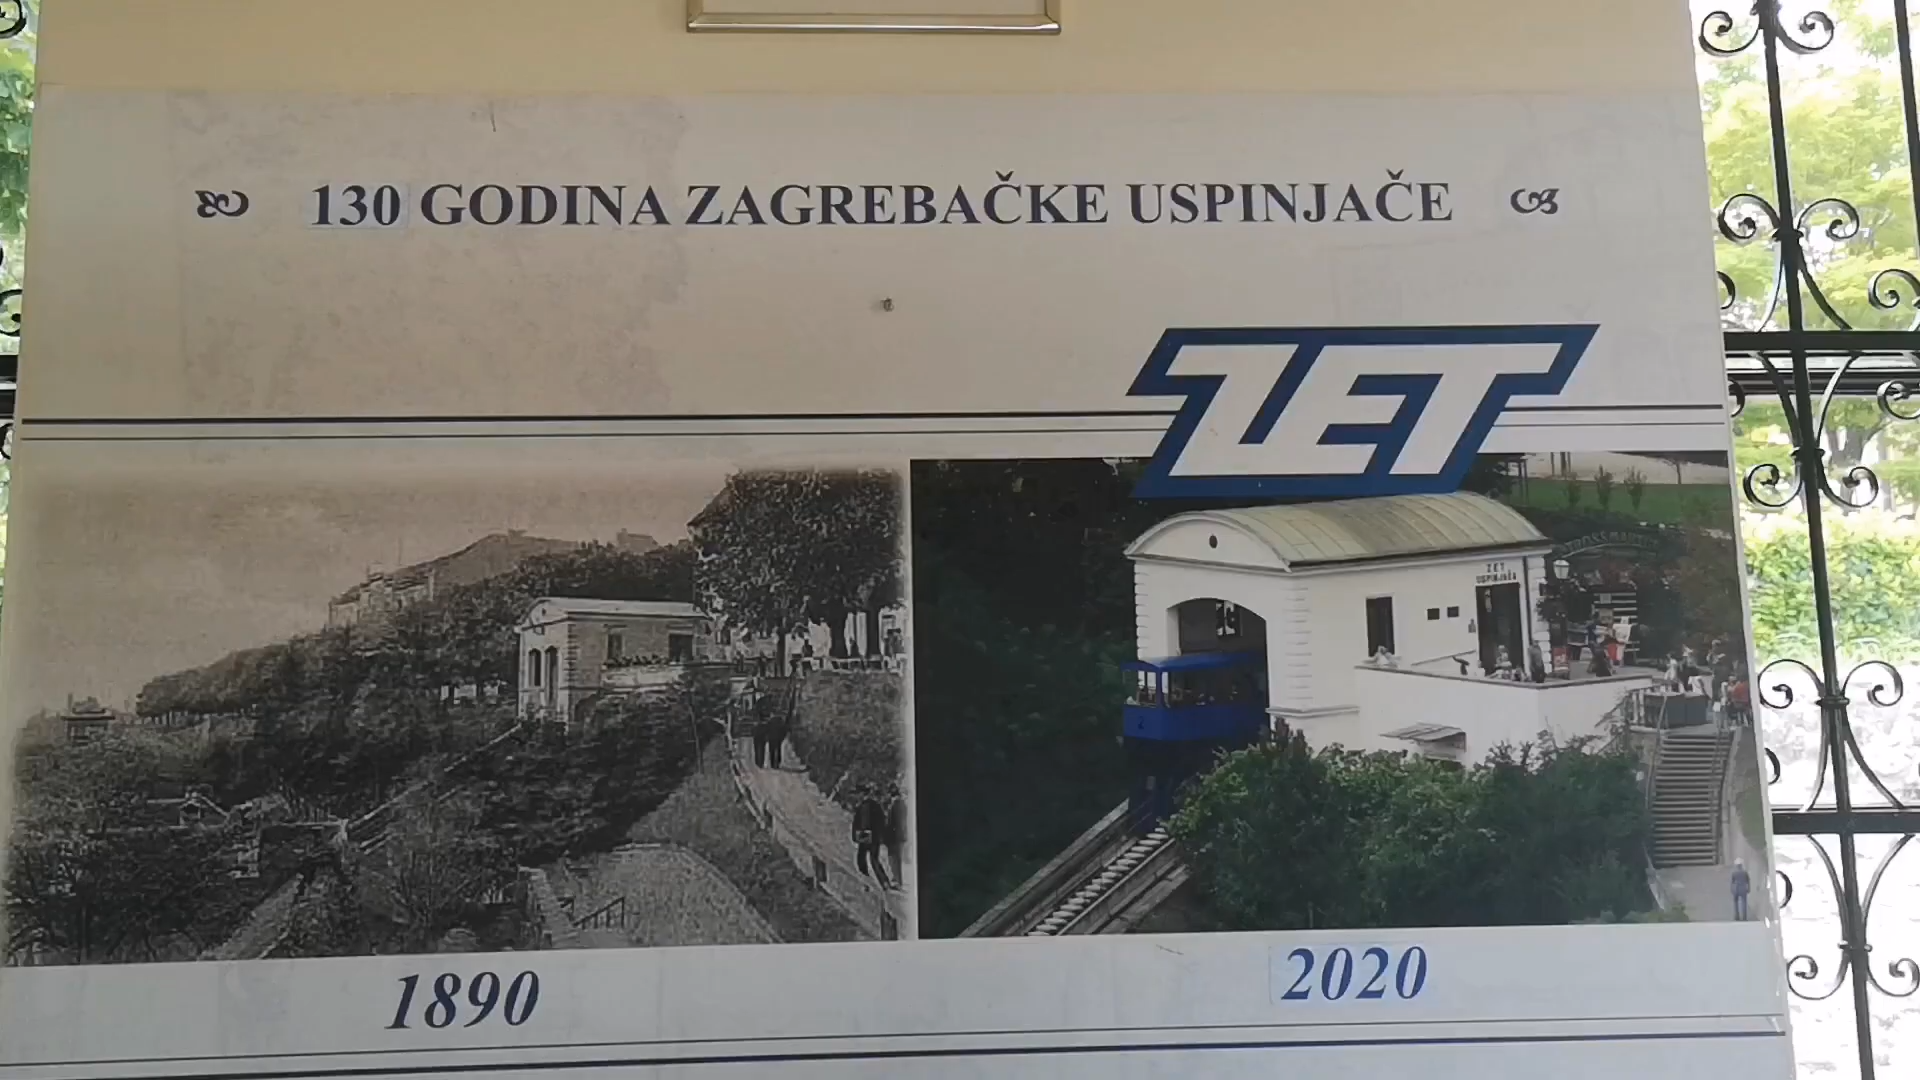 130 GODINA ZAGREBAČKE USPINJAČE
ZET
ZET
USPINJAČA
1890
2020